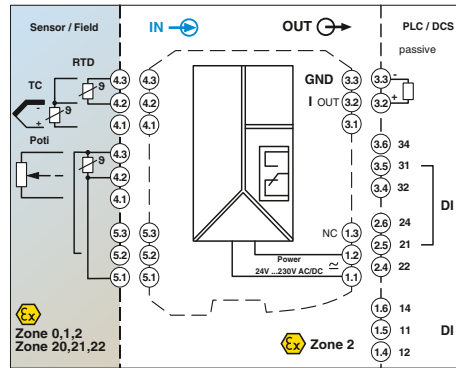 Sensor / Field
IN
OUT
PLC / DCS
passive
RTD
TC
ϑ
4.3
4.3
GND
3.3
3.3
-
-
ϑ
4.2
4.2
I OUT
3.2
3.2
+
+
4.1
4.1
3.1
Poti
ϑ
4.3
3.6
34
4.2
3.5
31
4.1
3.4
32
DI
5.3
5.3
NC
1.3
2.6
24
5.2
5.2
Power
1.2
2.5
21
24V ...230V AC/DC
5.1
5.1
1.1
2.4
22
Ex
Zone 0,1,2
Zone 20,21,22
Ex
Zone 2
1.6
14
1.5
11
DI
1.4
12